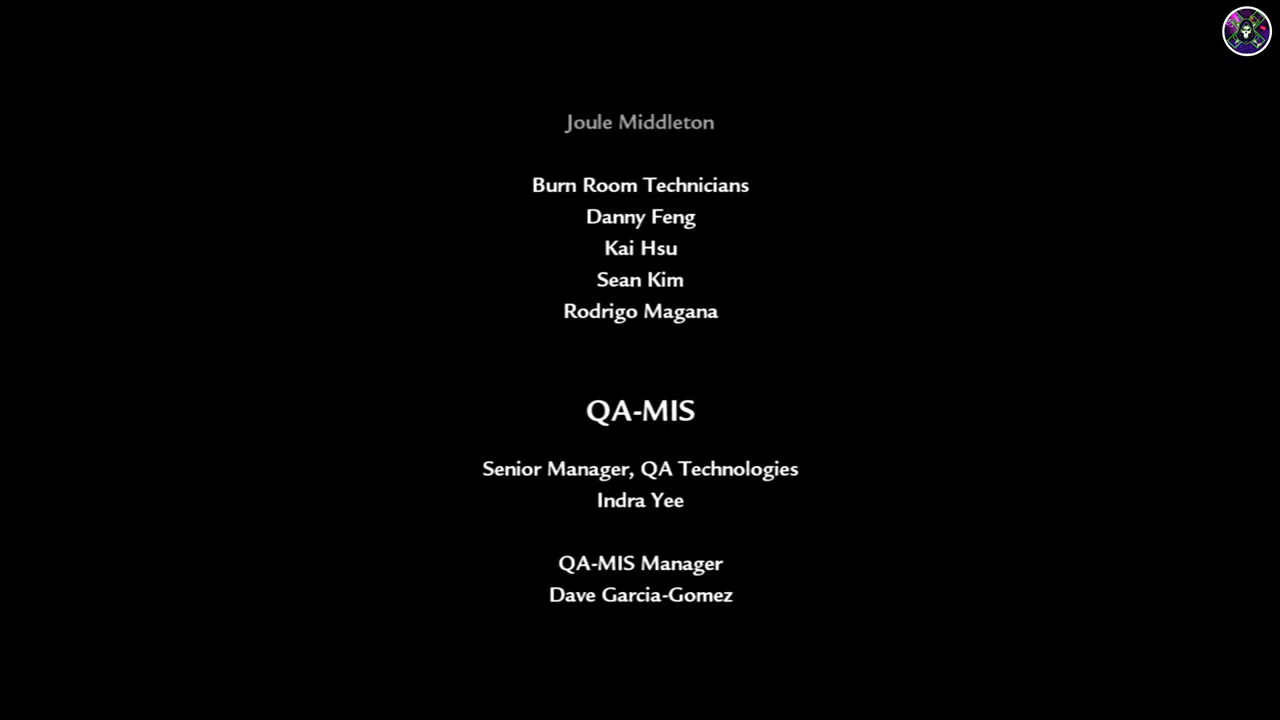 Joule Middleton
Burn Room Technicians
Danny Feng
Kai Hsu
Sean Kim
Rodrigo Magana
QA-MIS
Senior Manager, QA Technologies
Indra Yee
QA-MIS Manager
Dave Garcia-Gomez